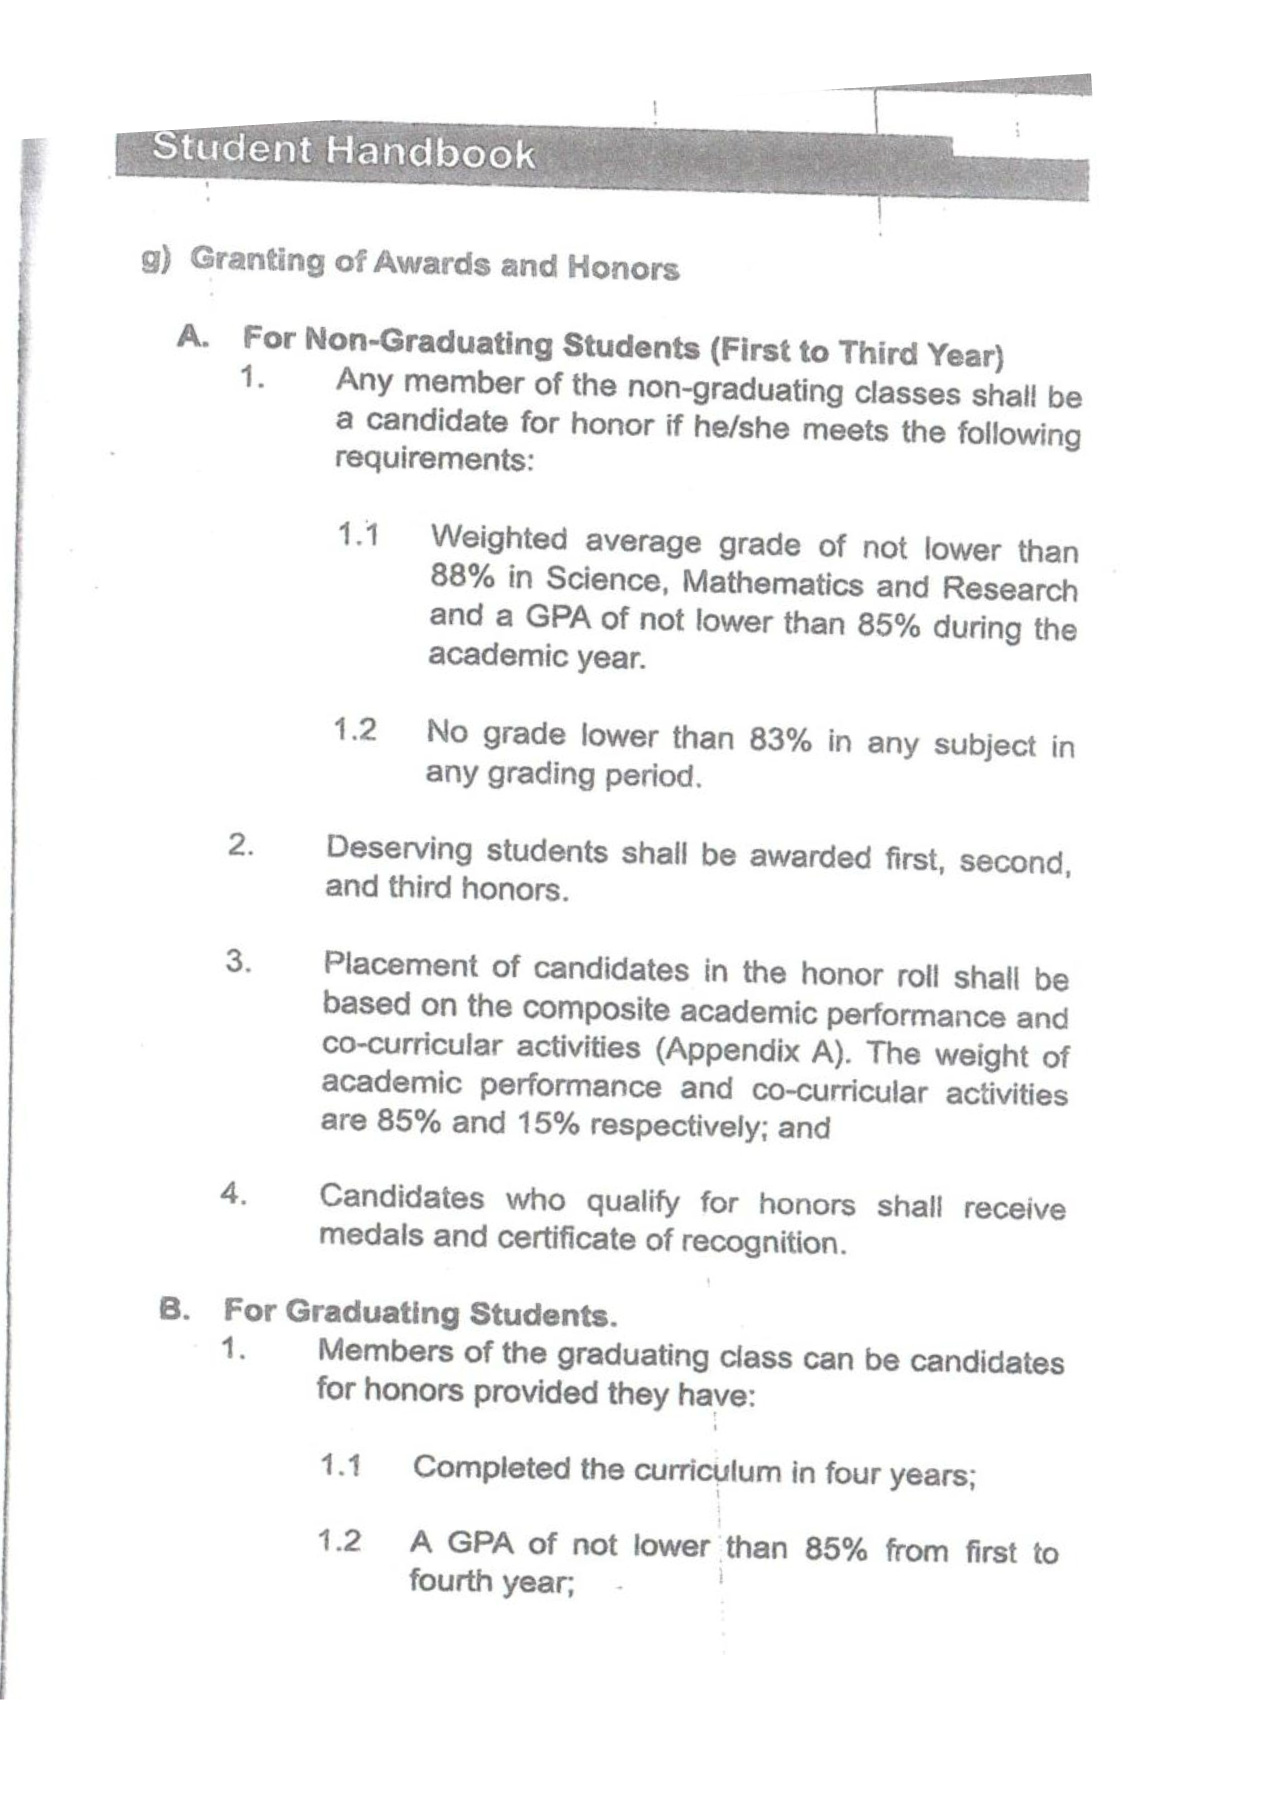 Student Handbook
g) Granting of Awards and Honors
A. For Non-Graduating Students (First to Third Year)
1. Any member of the non-graduating classes shall be
a candidate for honor if he/she meets the following
requirements:
1.1 Weighted average grade of not lower than
88% in Science, Mathematics and Research
and a GPA of not lower than 85% during the
academic year.
1.2 No grade lower than 83% in any subject in
any grading period.
2. Deserving students shall be awarded first, second,
and third honors.
3. Placement of candidates in the honor roll shall be
based on the composite academic performance and
co-curricular activities (Appendix A). The weight of
academic performance and co-curricular activities
are 85% and 15% respectively; and
4. Candidates who qualify for honors shall receive
medals and certificate of recognition.
B. For Graduating Students.
1. Members of the graduating class can be candidates
for honors provided they have:
1.1 Completed the curriculum in four years;
1.2 A GPA of not lower than 85% from first to
fourth year;